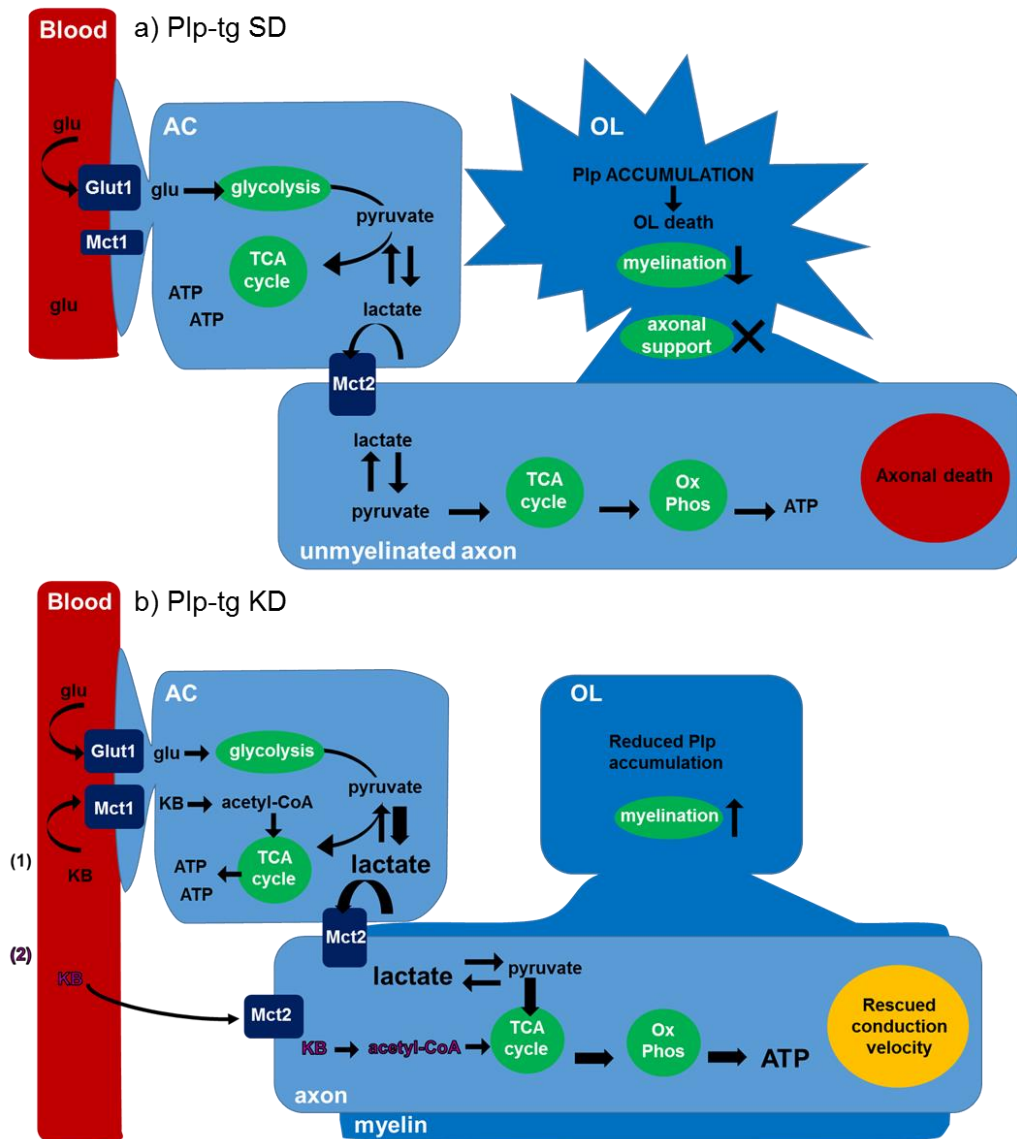 Blood
a) Plp-tg SD
glu
Glut1
Mct1
glu
AC
glu
glycolysis
pyruvate
TCA
cycle
ATP
ATP
lactate
Mct2
OL
Plp ACCUMULATION
OL death
myelination
axonal
support
lactate
pyruvate
TCA
cycle
Ox
Phos
ATP
Axonal death
unmyelinated axon
Blood
b) Plp-tg KD
glu
Glut1
Mct1
(1)
KB
(2)
KB
AC
glu
glycolysis
pyruvate
KB
acetyl-CoA
TCA
cycle
ATP
ATP
lactate
Mct2
OL
Reduced Plp
accumulation
myelination
lactate
pyruvate
Mct2
KB
acetyl-CoA
TCA
cycle
Ox
Phos
ATP
Rescued
conduction
velocity
axon
myelin